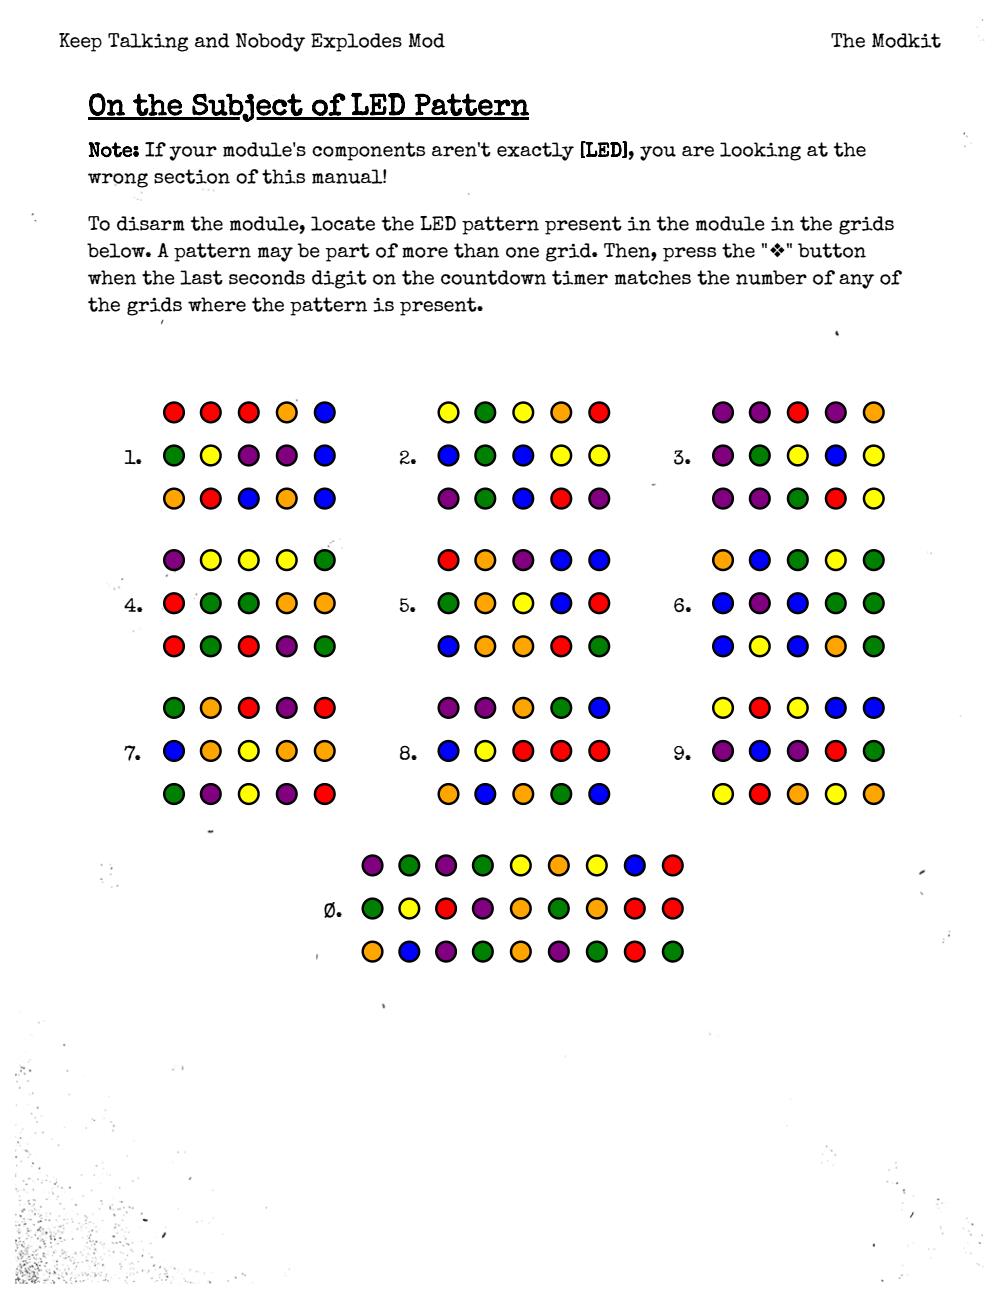 Keep Talking and Nobody Explodes Mod The Modkit
On the Subject of LED Pattern
Note: If your module's components aren't exactly [LED], you are looking at the
wrong section of this manual!
To disarm the module, locate the LED pattern present in the module in the grids
below. A pattern may be part of more than one grid. Then, press the "❖" button
when the last seconds digit on the countdown timer matches the number of any of
the grids where the pattern is present.
1. 2. 3.
4. 5. 6.
7. 8. 9.
Ø.